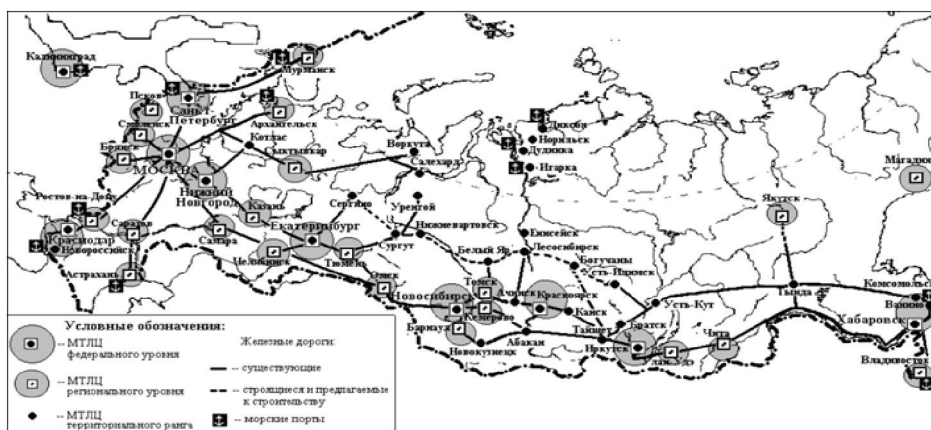 Калининград
Мурманск
Псков
Санкт-
Петербург
Смоленск
Архангельск
Брянск
Котлас
МОСКВА
Сыктывкар
Воркута
Салехард
Диксон
Норильск
Дудинка
Игарка
Магадан
Нижний
Новгород
Ростов-на-Дону
Казань
Сергино
Уренгой
Якутск
Краснодар
Новороссийск
Саратов
Самара
Екатеринбург
Нижневартовск
Енисейск
Сургут
Лесосибирск
Белый Яр
Богучаны
Усть-Илимск
Астрахань
Челябинск
Тюмень
Омск
Томск
Ачинск
Красноярск
Новосибирск
Кемерово
Канск
Усть-Кут
Тында
Комсомольск
Ванино
Хабаровск
Барнаул
Новокузнецк
Абакан
Тайшет
Братск
Иркутск
Улан-Удэ
Чита
Владивосток
Условные обозначения:
-- МТЛЦ
федерального уровня
-- МТЛЦ
регионального уровня
-- МТЛЦ
территориального ранга
Железные дороги:
-- существующие
-- строящиеся и предлагаемые
к строительству
-- морские порты